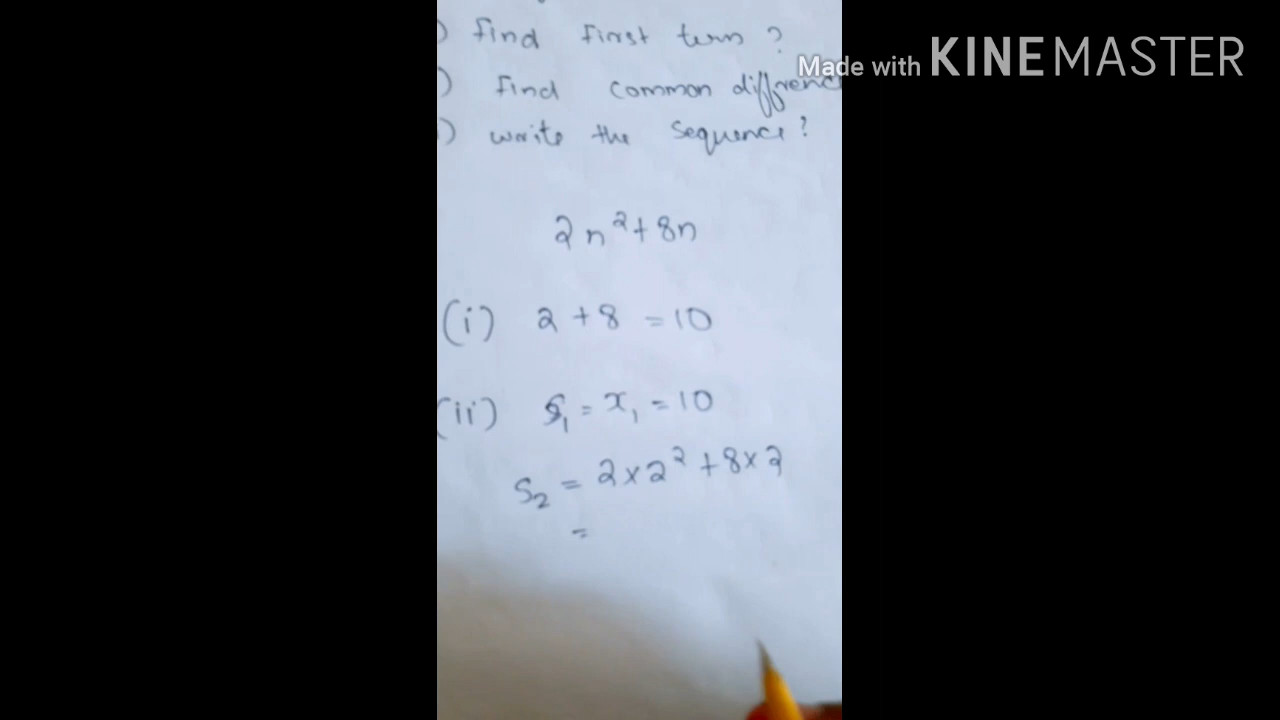 ) find first term ?
Made with KINEMASTER
) find common differenc
) write the sequence ?
2n²+8n
(i) 2 + 8 = 10
(ii) S₁ = x₁ = 10
S₂ = 2×2² + 8×2
=